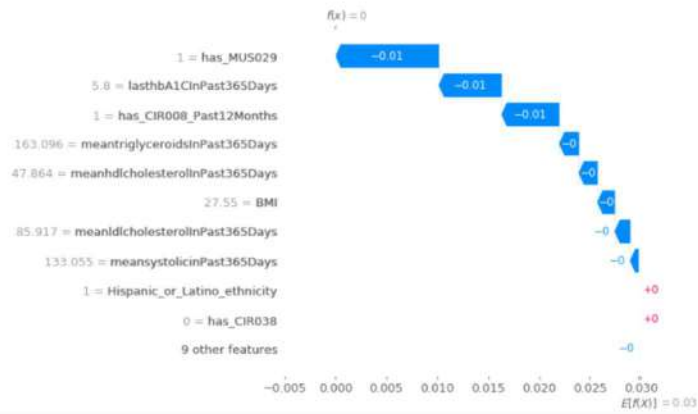 f(x) = 0
1 = has_MUS029
−0.01
5.8 = lasthbA1CInPast365Days
−0.01
1 = has_CIR008_Past12Months
−0.01
163.096 = meantriglyceroidsInPast365Days
−0
47.864 = meanhdlcholesterolInPast365Days
−0
27.55 = BMI
−0
85.917 = meanldlcholesterolInPast365Days
−0
133.055 = meansystolicinPast365Days
−0
1 = Hispanic_or_Latino_ethnicity
+0
0 = has_CIR038
+0
9 other features
−0
−0.005 0.000 0.005 0.010 0.015 0.020 0.025 0.030
E[f(X)] = 0.03